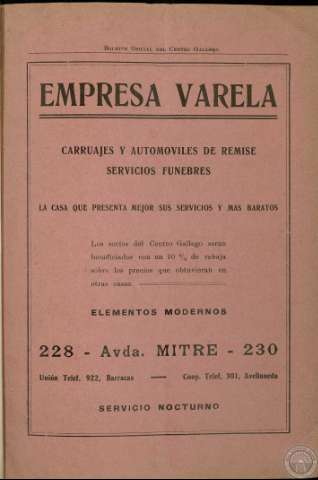 Boletin Oficial del Centro Gallego
EMPRESA VARELA
CARRUAJES Y AUTOMOVILES DE REMISE
SERVICIOS FUNEBRES
LA CASA QUE PRESENTA MEJOR SUS SERVICIOS Y MAS BARATOS
Los socios del Centro Gallego serán
beneficiados con un 10 % de rebaja
sobre los precios que obtuvieran en
otras casas
ELEMENTOS MODERNOS
228 - Avda. MITRE - 230
Unión Telef. 922, Barracas — Coop. Telef. 301, Avellaneda
SERVICIO NOCTURNO